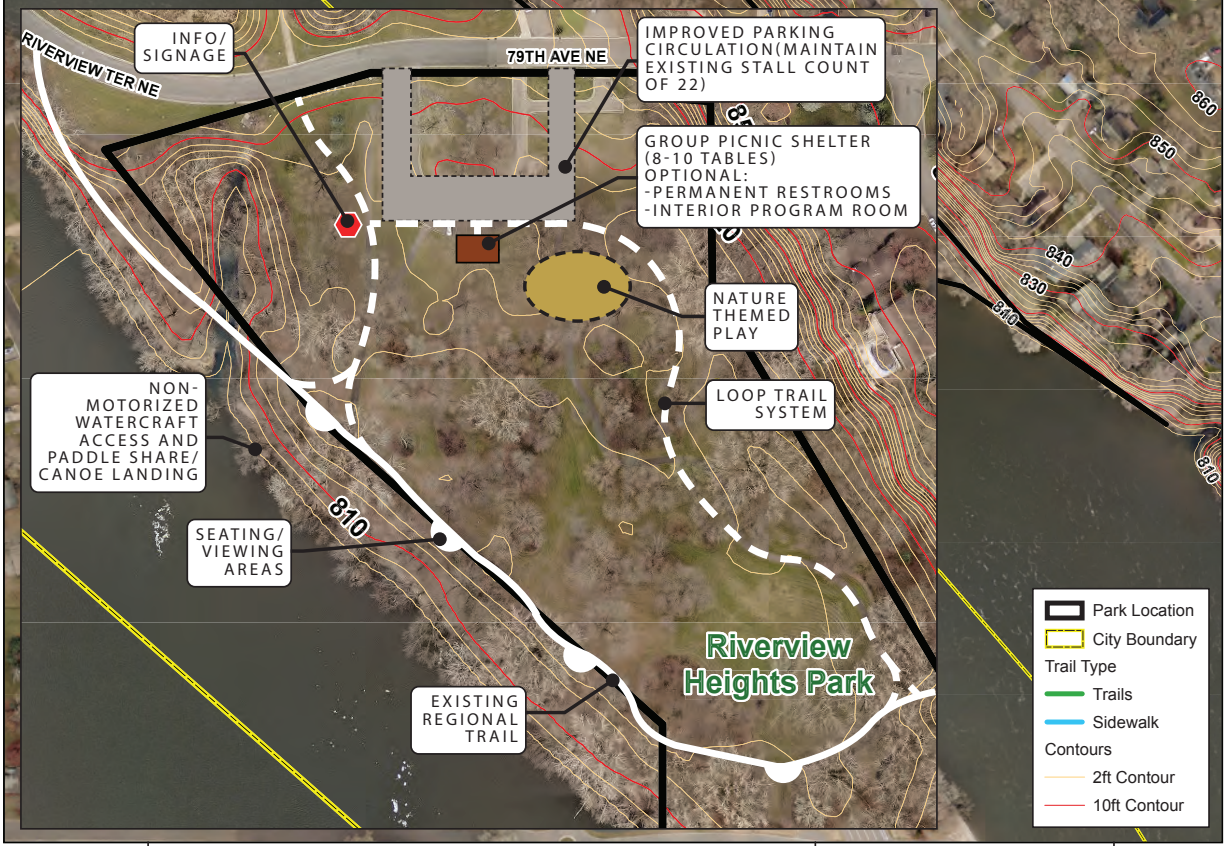 INFO/
SIGNAGE
RIVERVIEW TER NE
79TH AVE NE
IMPROVED PARKING
CIRCULATION(MAINTAIN
EXISTING STALL COUNT
OF 22)
GROUP PICNIC SHELTER
(8-10 TABLES)
OPTIONAL:
-PERMANENT RESTROOMS
-INTERIOR PROGRAM ROOM
860
850
840
830
810
810
NATURE
THEMED
PLAY
LOOP TRAIL
SYSTEM
NON-
MOTORIZED
WATERCRAFT
ACCESS AND
PADDLE SHARE/
CANOE LANDING
810
SEATING/
VIEWING
AREAS
EXISTING
REGIONAL
TRAIL
Riverview
Heights Park
Park Location
City Boundary
Trail Type
Trails
Sidewalk
Contours
2ft Contour
10ft Contour